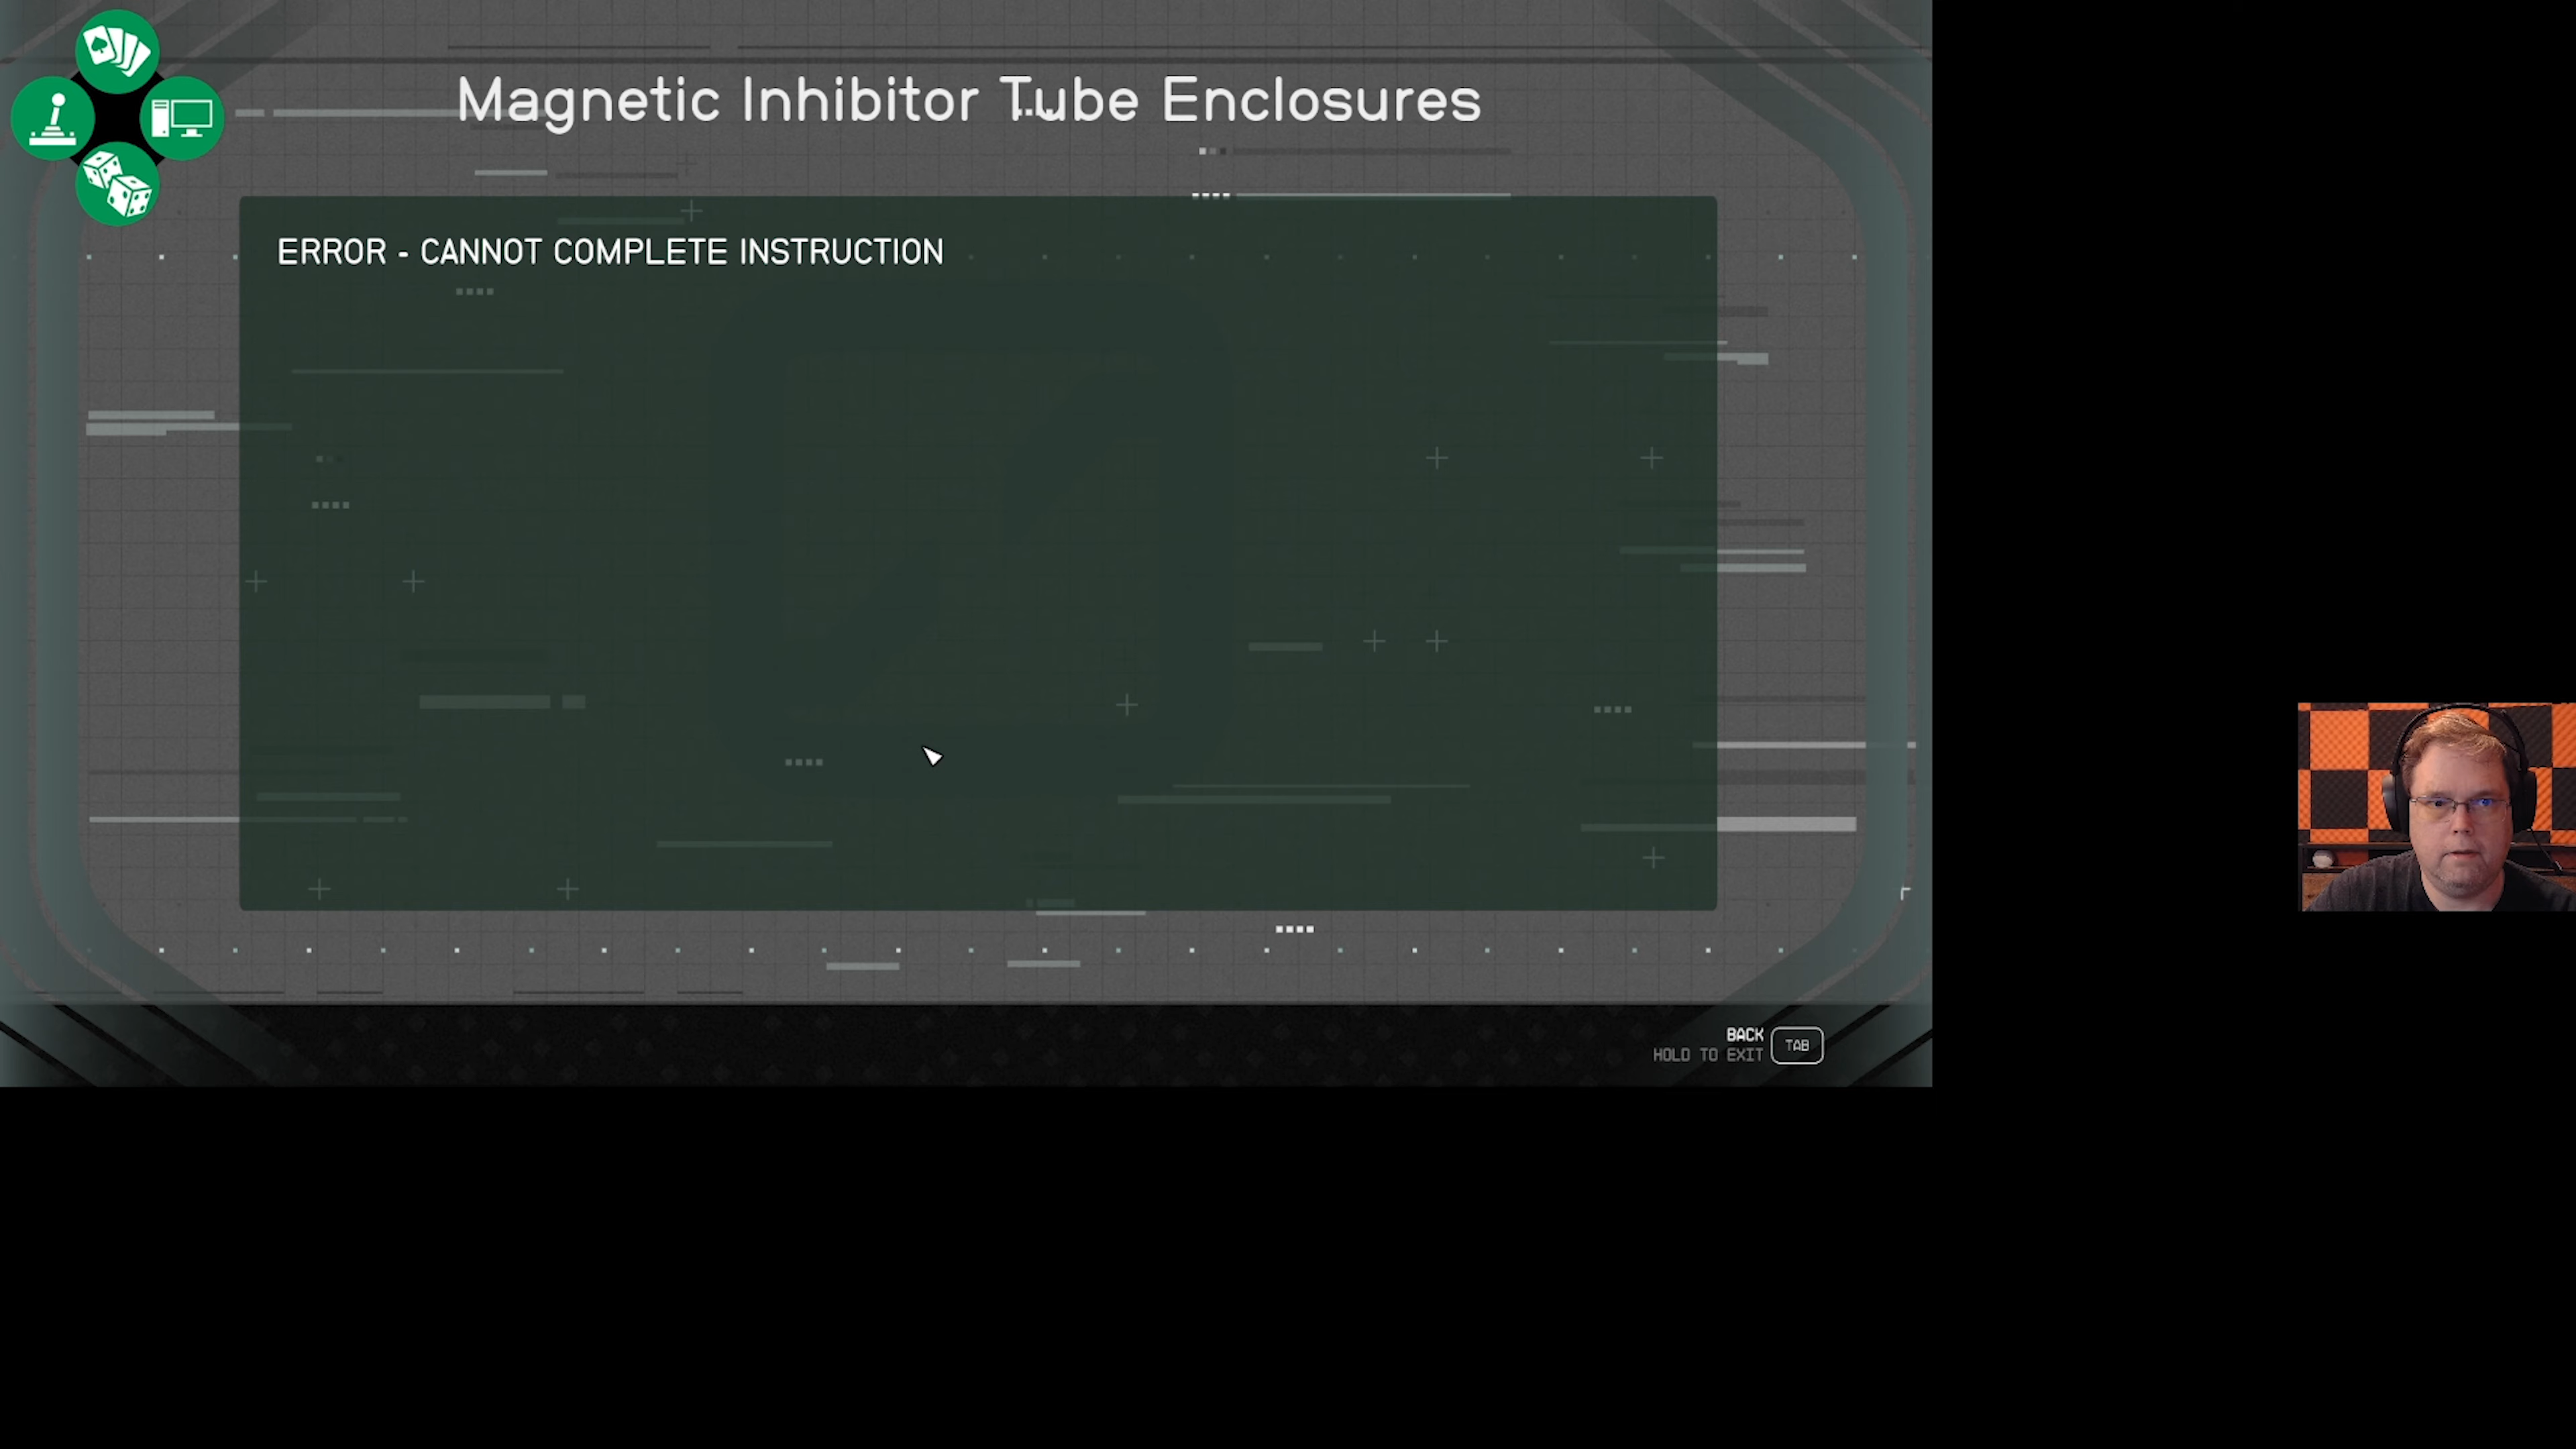 Magnetic Inhibitor Tube Enclosures
ERROR - CANNOT COMPLETE INSTRUCTION
BACK
HOLD TO EXIT
TAB